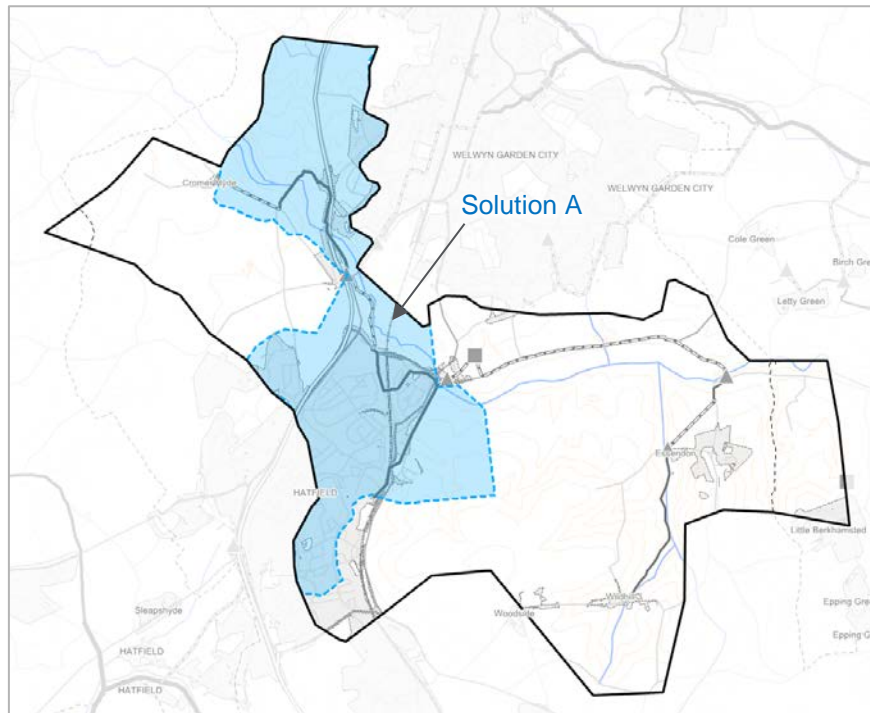 WELWYN GARDEN CITY
Cromer Hyde
WELWYN GARDEN CITY
Solution A
Cole Green
Birch Gre
Letty Green
Essendon
HATFIELD
Little Berkhamsted
Wildhill
Woodside
Epping Gre
Sleapshyde
Epping G
HATFIELD
HATFIELD